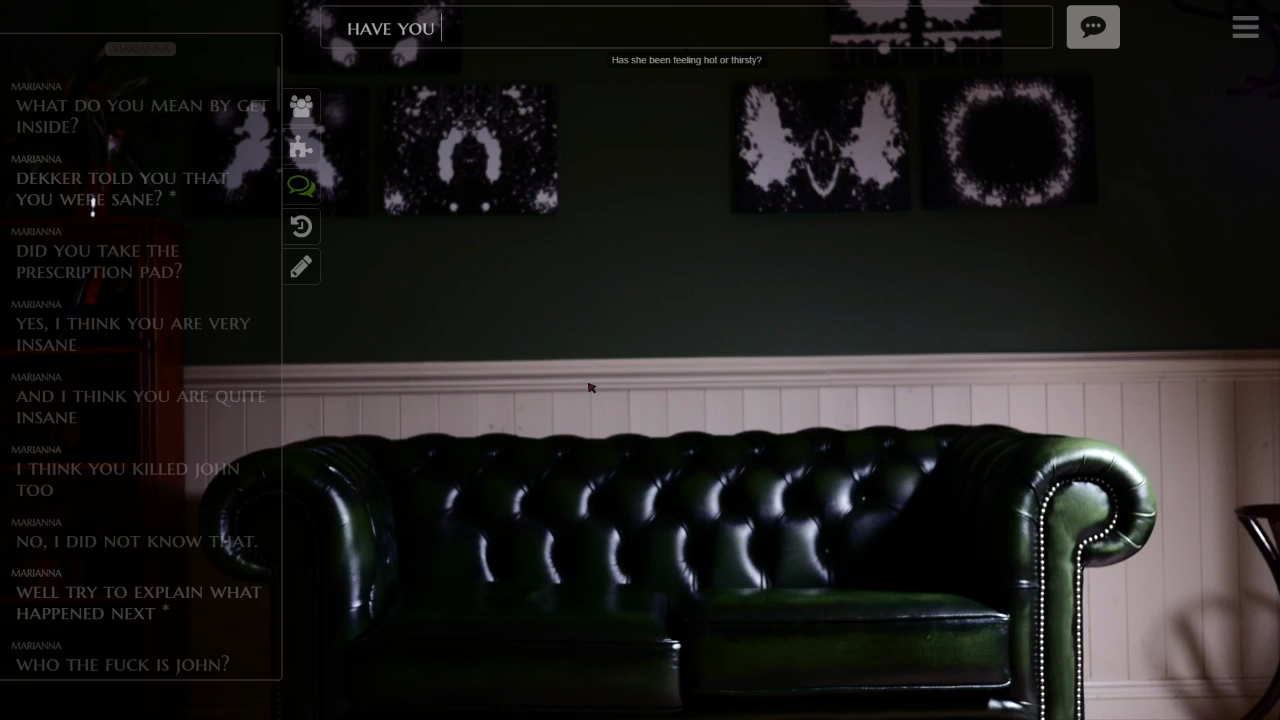 HAVE YOU
Has she been feeling hot or thirsty?
MARIANNA
MARIANNA
WHAT DO YOU MEAN BY GET
INSIDE?
MARIANNA
DEKKER TOLD YOU THAT
YOU WERE SANE? *
MARIANNA
DID YOU TAKE THE
PRESCRIPTION PAD?
MARIANNA
YES, I THINK YOU ARE VERY
INSANE
MARIANNA
AND I THINK YOU ARE QUITE
INSANE
MARIANNA
I THINK YOU KILLED JOHN
TOO
MARIANNA
NO, I DID NOT KNOW THAT.
MARIANNA
WELL TRY TO EXPLAIN WHAT
HAPPENED NEXT *
MARIANNA
WHO THE FUCK IS JOHN?